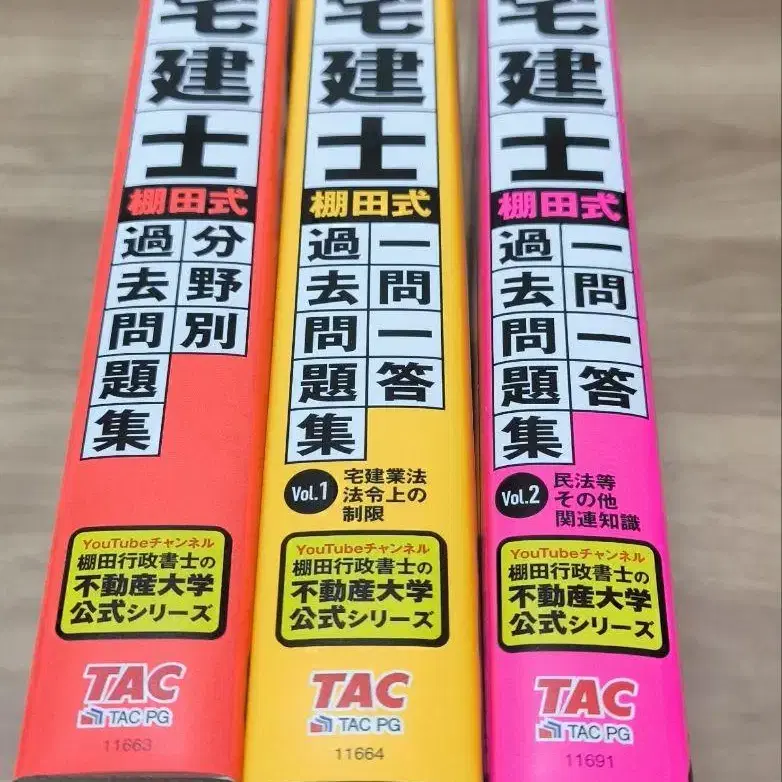 宅建士
棚田式
分野別
過去問題集
YouTubeチャンネル
棚田行政書士の
不動産大学
公式シリーズ
TAC
TAC PG
11663
宅建士
棚田式
一問一答
過去問題集
Vol.1
宅建業法
法令上の
制限
YouTubeチャンネル
棚田行政書士の
不動産大学
公式シリーズ
TAC
TAC PG
11664
宅建士
棚田式
一問一答
過去問題集
Vol.2
民法等
その他
関連知識
YouTubeチャンネル
棚田行政書士の
不動産大学
公式シリーズ
TAC
TAC PG
11691